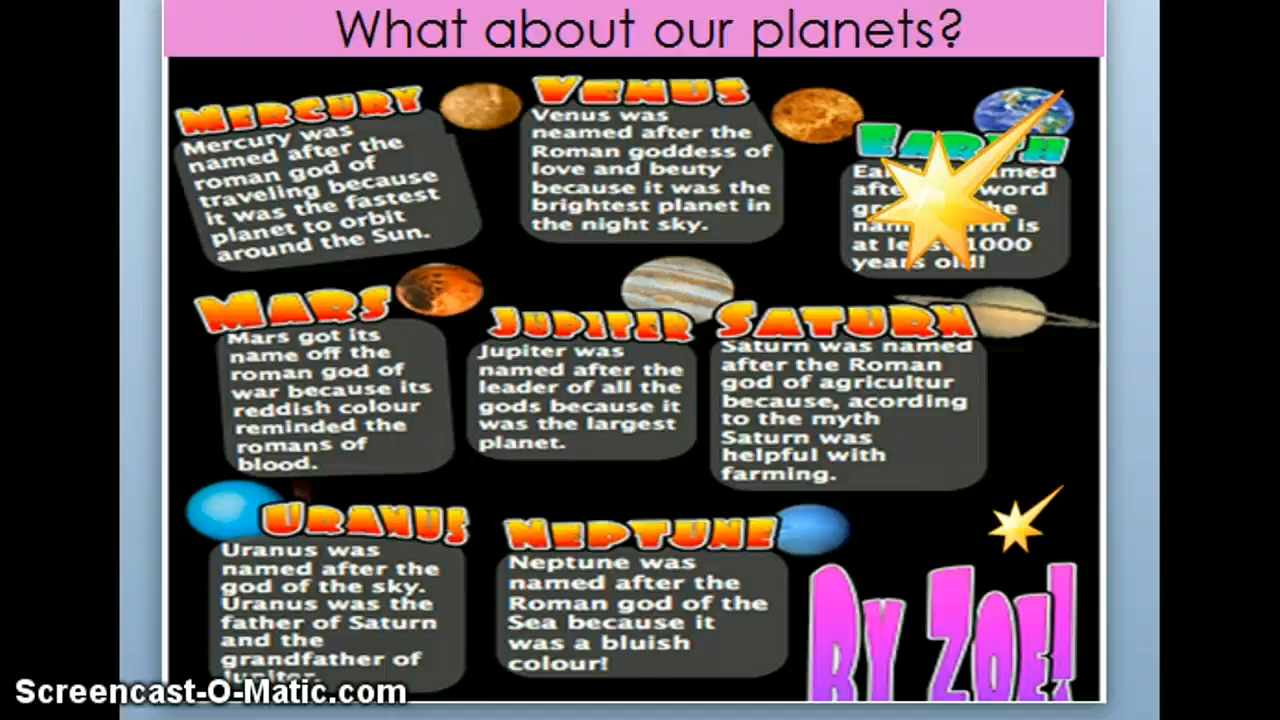 What about our planets?
MERCURY
Mercury was
named after the
roman god of
traveling because
it was the fastest
planet to orbit
around the Sun.
VENUS
Venus was
neamed after the
Roman goddess of
love and beuty
because it was the
brightest planet in
the night sky.
EARTH
named
word
is
at 1000
years old!
MARS
Mars got its
name off the
roman god of
war because its
reddish colour
reminded the
romans of
blood.
JUPITER
Jupiter was
named after the
leader of all the
gods because it
was the largest
planet.
SATURN
Saturn was named
after the Roman
god of agricultur
because, acording
to the myth
Saturn was
helpful with
farming.
URANUS
Uranus was
named after the
god of the sky.
Uranus was the
father of Saturn
and the
grandfather of
Jupiter.
NEPTUNE
Neptune was
named after the
Roman god of the
Sea because it
was a bluish
colour!
BY ZOE!
Screencast-O-Matic.com